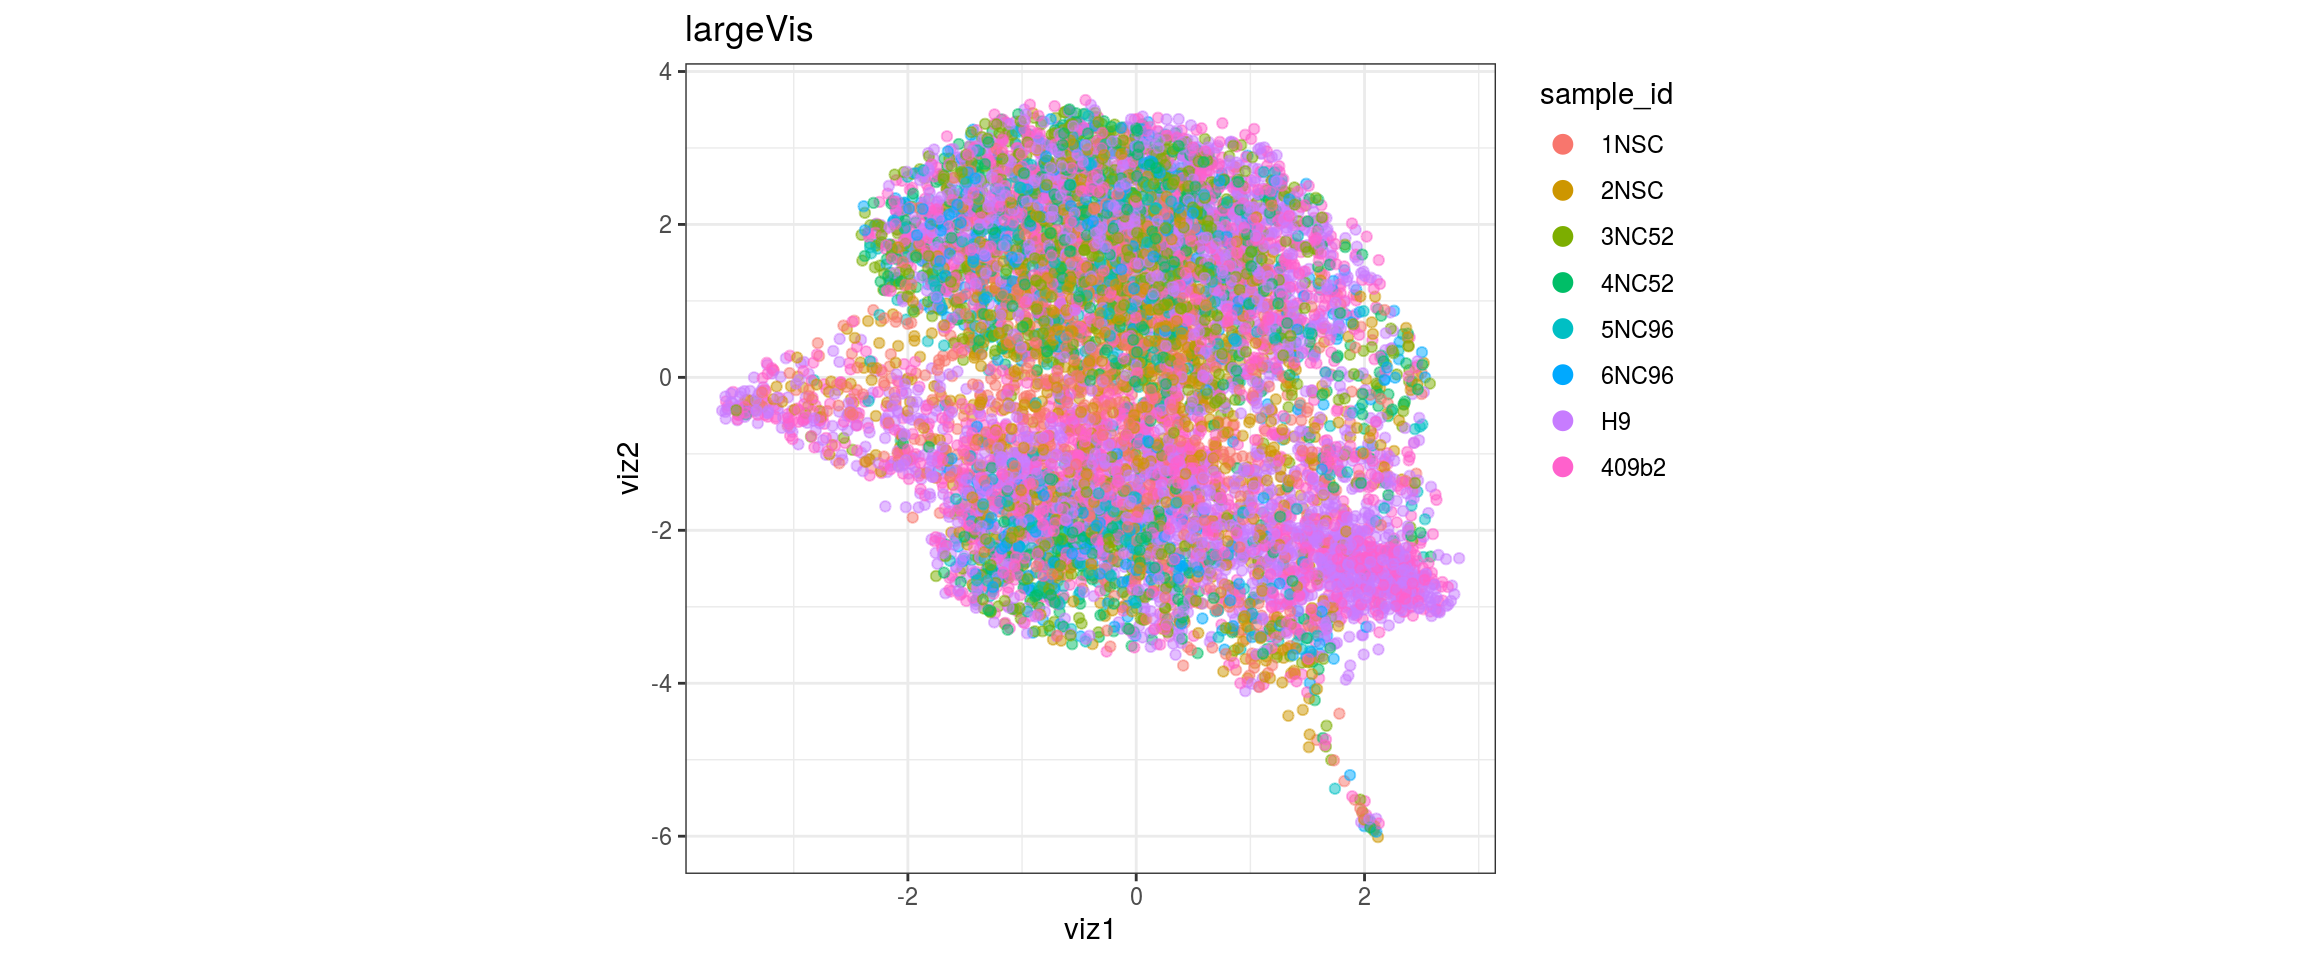 largeVis
4
2
0
-2
-4
-6
viz2
-2
0
2
viz1
sample_id
1NSC
2NSC
3NC52
4NC52
5NC96
6NC96
H9
409b2